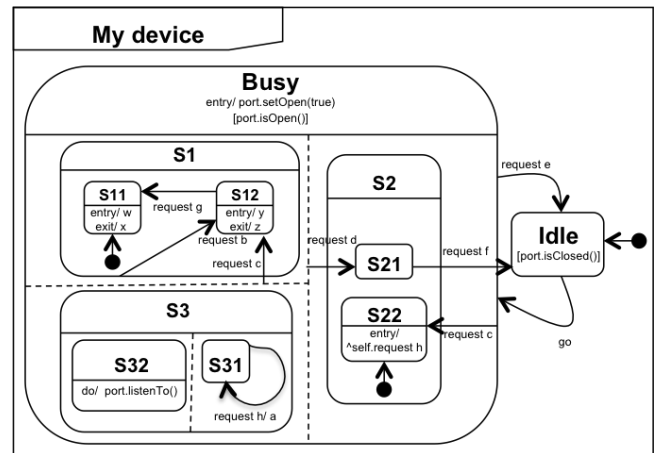 My device
Busy
entry/ port.setOpen(true)
[port.isOpen()]
S1
S11
entry/ w
exit/ x
request g
S12
entry/ y
exit/ z
request b
request c
S2
request d
S21
request f
S22
entry/
^self.request h
request c
request e
Idle
[port.isClosed()]
go
S3
S32
do/ port.listenTo()
S31
request h/ a